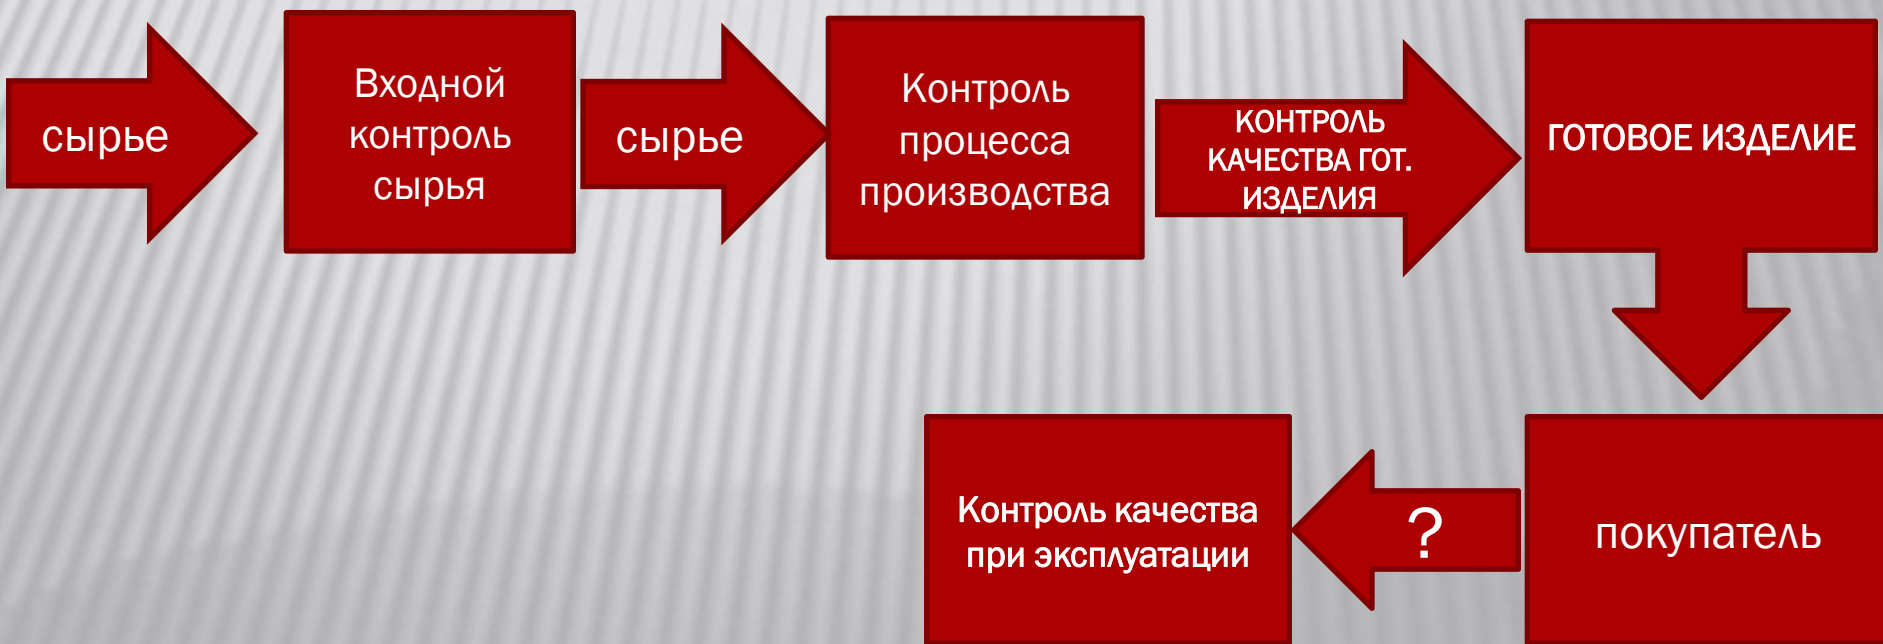 сырье
Входной
контроль
сырья
сырье
Контроль
процесса
производства
КОНТРОЛЬ
КАЧЕСТВА ГОТ.
ИЗДЕЛИЯ
ГОТОВОЕ ИЗДЕЛИЕ
Контроль качества
при эксплуатации
?
покупатель